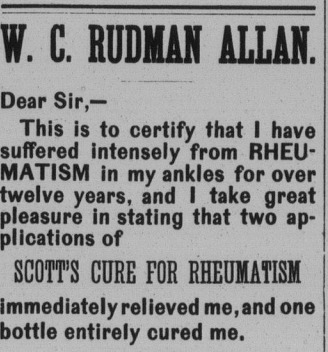 W. C. RUDMAN ALLAN.
Dear Sir,—
This is to certify that I have
suffered intensely from RHEU-
MATISM in my ankles for over
twelve years, and I take great
pleasure in stating that two ap-
plications of
SCOTT'S CURE FOR RHEUMATISM
immediately relieved me, and one
bottle entirely cured me.